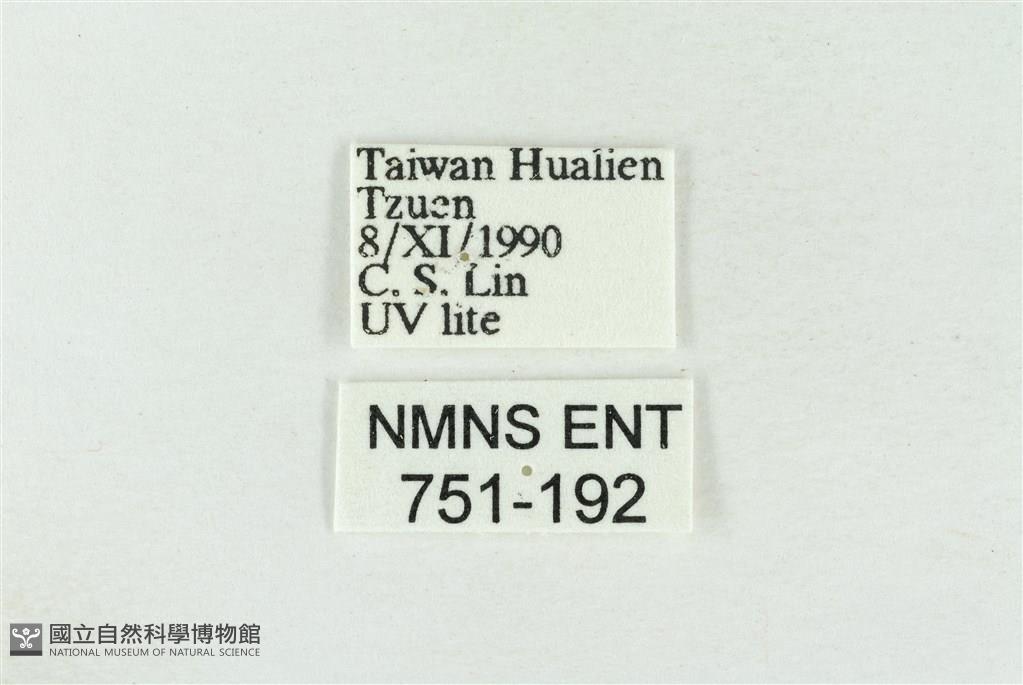 Taiwan Hualien
Tzuen
8/XI/1990
C. S. Lin
UV lite
NMNS ENT
751-192
國立自然科學博物館
NATIONAL MUSEUM OF NATURAL SCIENCE